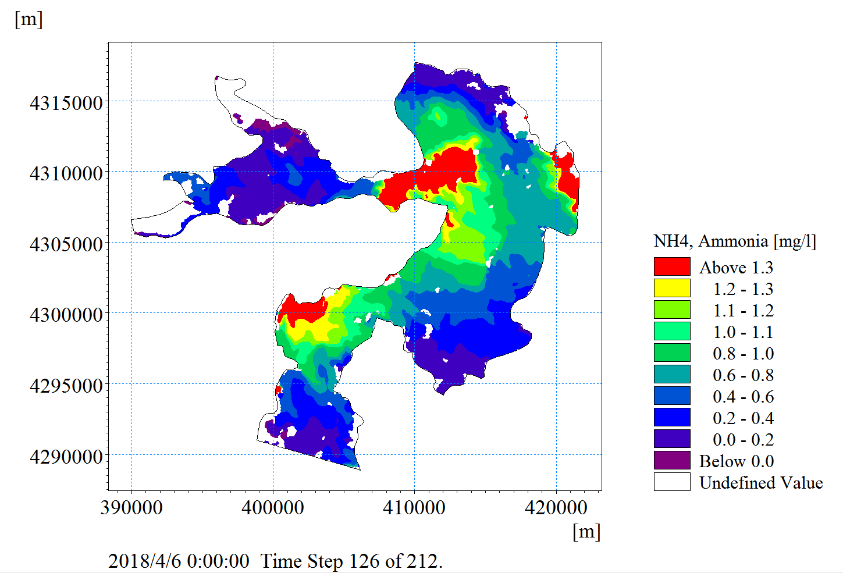 [m]
4315000
4310000
4305000
4300000
4295000
4290000
390000 400000 410000 420000
[m]
NH4, Ammonia [mg/l]
Above 1.3
1.2 - 1.3
1.1 - 1.2
1.0 - 1.1
0.8 - 1.0
0.6 - 0.8
0.4 - 0.6
0.2 - 0.4
0.0 - 0.2
Below 0.0
Undefined Value
2018/4/6 0:00:00 Time Step 126 of 212.